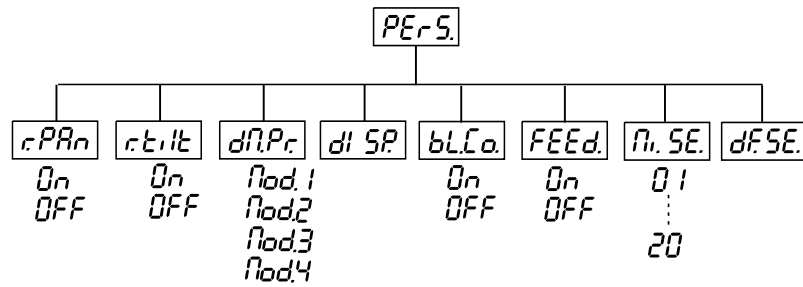 PErS.
r.PAn r.tilt dM.Pr. dISP. bL.Co. FEEd. Mi.SE. dF.SE.
On On Mod.1 On On 01
OFF OFF Mod.2 OFF OFF
Mod.3 20
Mod.4